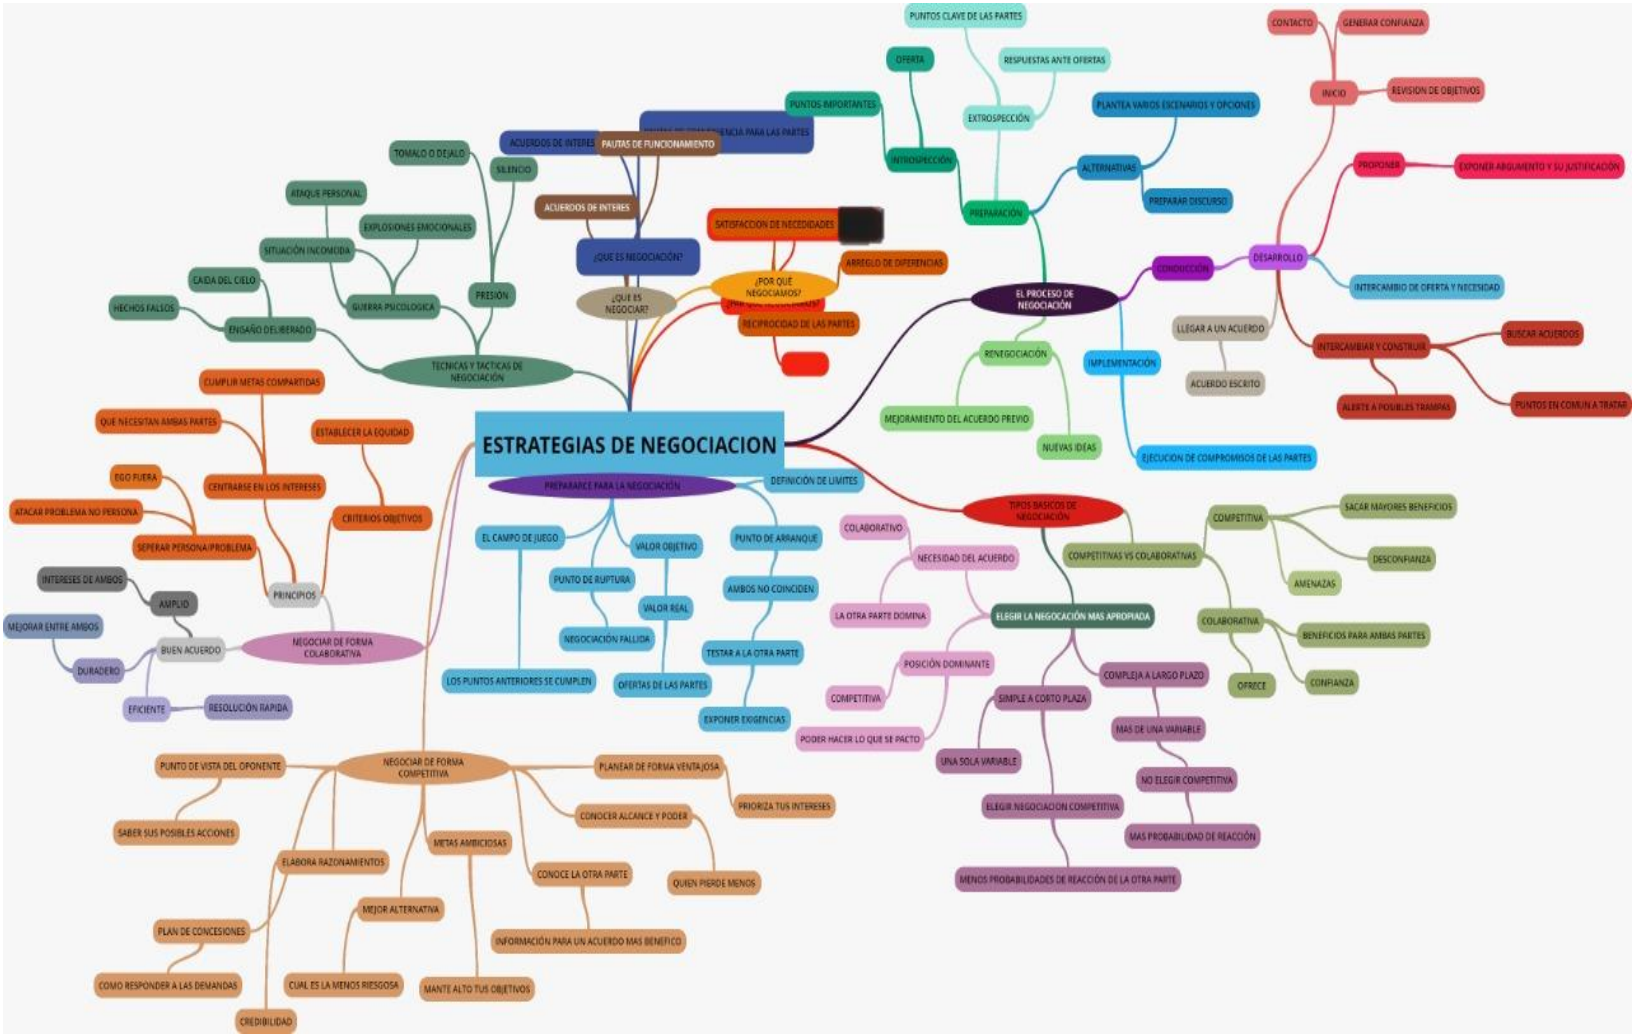 ESTRATEGIAS DE NEGOCIACION
TECNICAS Y TACTICAS DE
NEGOCIACIÓN
ENGAÑO DELIBERADO
CAIDA DEL CIELO
HECHOS FALSOS
GUERRA PSICOLOGICA
SITUACIÓN INCOMODA
ATAQUE PERSONAL
EXPLOSIONES EMOCIONALES
PRESIÓN
TOMALO O DEJALO
SILENCIO
¿QUE ES
NEGOCIAR?
ACUERDOS DE INTERES
PAUTAS DE FUNCIONAMIENTO
¿QUE ES NEGOCIACIÓN?
ACUERDOS DE INTERES
PARA LAS PARTES
¿POR QUÉ
NEGOCIAMOS?
SATISFACCION DE NECEDIDADES
ARREGLO DE DIFERENCIAS
RECIPROCIDAD DE LAS PARTES
EL PROCESO DE
NEGOCIACIÓN
PREPARACIÓN
INTROSPECCIÓN
PUNTOS IMPORTANTES
OFERTA
EXTROSPECCIÓN
PUNTOS CLAVE DE LAS PARTES
RESPUESTAS ANTE OFERTAS
ALTERNATIVAS
PLANTEA VARIOS ESCENARIOS Y OPCIONES
PREPARAR DISCURSO
CONDUCCIÓN
DESARROLLO
INICIO
CONTACTO
GENERAR CONFIANZA
REVISION DE OBJETIVOS
PROPONER
EXPONER ARGUMENTO Y SU JUSTIFICACIÓN
INTERCAMBIO DE OFERTA Y NECESIDAD
INTERCAMBIAR Y CONSTRUIR
BUSCAR ACUERDOS
ALERTE A POSIBLES TRAMPAS
PUNTOS EN COMUN A TRATAR
LLEGAR A UN ACUERDO
ACUERDO ESCRITO
RENEGOCIACIÓN
MEJORAMIENTO DEL ACUERDO PREVIO
NUEVAS IDEAS
IMPLEMENTACIÓN
EJECUCION DE COMPROMISOS DE LAS PARTES
PREPARARCE PARA LA NEGOCIACIÓN
DEFINICIÓN DE LIMITES
EL CAMPO DE JUEGO
LOS PUNTOS ANTERIORES SE CUMPLEN
PUNTO DE RUPTURA
NEGOCIACIÓN FALLIDA
VALOR OBJETIVO
VALOR REAL
OFERTAS DE LAS PARTES
PUNTO DE ARRANQUE
AMBOS NO COINCIDEN
TESTAR A LA OTRA PARTE
EXPONER EXIGENCIAS
TIPOS BASICOS DE
NEGOCIACIÓN
COMPETITIVAS VS COLABORATIVAS
COMPETITIVA
SACAR MAYORES BENEFICIOS
DESCONFIANZA
AMENAZAS
COLABORATIVA
BENEFICIOS PARA AMBAS PARTES
CONFIANZA
OFRECE
ELEGIR LA NEGOCACIÓN MAS APROPIADA
NECESIDAD DEL ACUERDO
COLABORATIVO
LA OTRA PARTE DOMINA
POSICIÓN DOMINANTE
COMPETITIVA
PODER HACER LO QUE SE PACTO
SIMPLE A CORTO PLAZA
UNA SOLA VARIABLE
ELEGIR NEGOCIACION COMPETITIVA
MENOS PROBABILIDADES DE REACCIÓN DE LA OTRA PARTE
COMPLEJA A LARGO PLAZO
MAS DE UNA VARIABLE
NO ELEGIR COMPETITIVA
MAS PROBABILIDAD DE REACCIÓN
NEGOCIAR DE FORMA
COLABORATIVA
PRINCIPIOS
CENTRARSE EN LOS INTERESES
CUMPLIR METAS COMPARTIDAS
QUE NECESITAN AMBAS PARTES
CRITERIOS OBJETIVOS
ESTABLECER LA EQUIDAD
SEPERAR PERSONA/PROBLEMA
EGO FUERA
ATACAR PROBLEMA NO PERSONA
BUEN ACUERDO
AMPLIO
INTERESES DE AMBOS
DURADERO
MEJORAR ENTRE AMBOS
EFICIENTE
RESOLUCIÓN RAPIDA
NEGOCIAR DE FORMA
COMPETITIVA
PUNTO DE VISTA DEL OPONENTE
SABER SUS POSIBLES ACCIONES
ELABORA RAZONAMIENTOS
CREDIBILIDAD
PLAN DE CONCESIONES
COMO RESPONDER A LAS DEMANDAS
MEJOR ALTERNATIVA
CUAL ES LA MENOS RIESGOSA
METAS AMBICIOSAS
MANTE ALTO TUS OBJETIVOS
CONOCE LA OTRA PARTE
INFORMACIÓN PARA UN ACUERDO MAS BENEFICO
CONOCER ALCANCE Y PODER
QUIEN PIERDE MENOS
PLANEAR DE FORMA VENTAJOSA
PRIORIZA TUS INTERESES